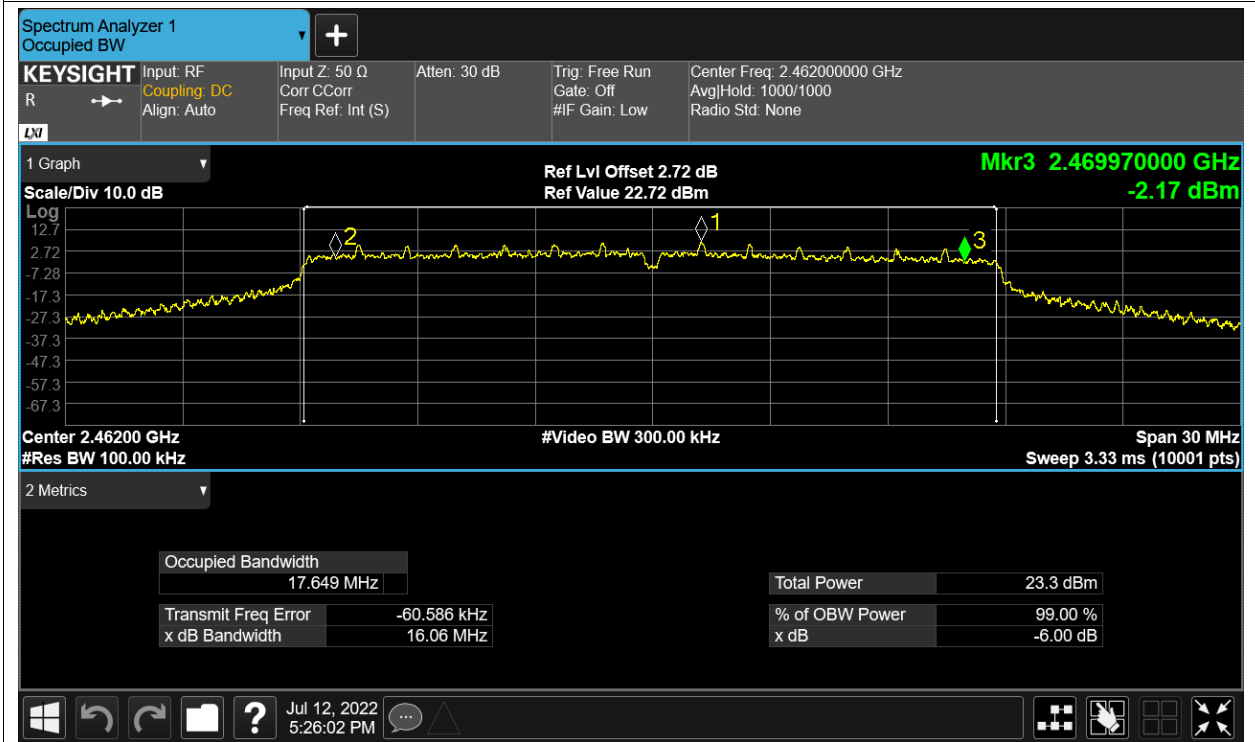 Spectrum Analyzer 1
Occupied BW
KEYSIGHT
R
LXI
Input: RF
Coupling: DC
Align: Auto
Input Z: 50 Ω
Corr CCorr
Freq Ref: Int (S)
Atten: 30 dB
Trig: Free Run
Gate: Off
#IF Gain: Low
Center Freq: 2.462000000 GHz
Avg|Hold: 1000/1000
Radio Std: None
1 Graph
Scale/Div 10.0 dB
Ref Lvl Offset 2.72 dB
Ref Value 22.72 dBm
Mkr3 2.469970000 GHz
-2.17 dBm
Log
12.7
2.72
-7.28
-17.3
-27.3
-37.3
-47.3
-57.3
-67.3
2
1
3
Center 2.46200 GHz
#Res BW 100.00 kHz
#Video BW 300.00 kHz
Span 30 MHz
Sweep 3.33 ms (10001 pts)
2 Metrics
Occupied Bandwidth
17.649 MHz
Transmit Freq Error -60.586 kHz
x dB Bandwidth 16.06 MHz
Total Power 23.3 dBm
% of OBW Power 99.00 %
x dB -6.00 dB
?
Jul 12, 2022
5:26:02 PM